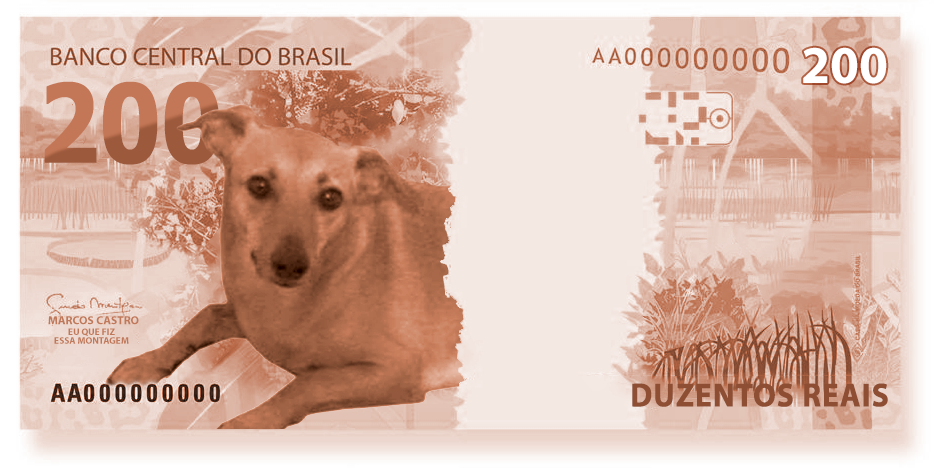 BANCO CENTRAL DO BRASIL
200
AA000000000
200
MARCOS CASTRO
EU QUE FIZ
ESSA MONTAGEM
AA000000000
DUZENTOS REAIS